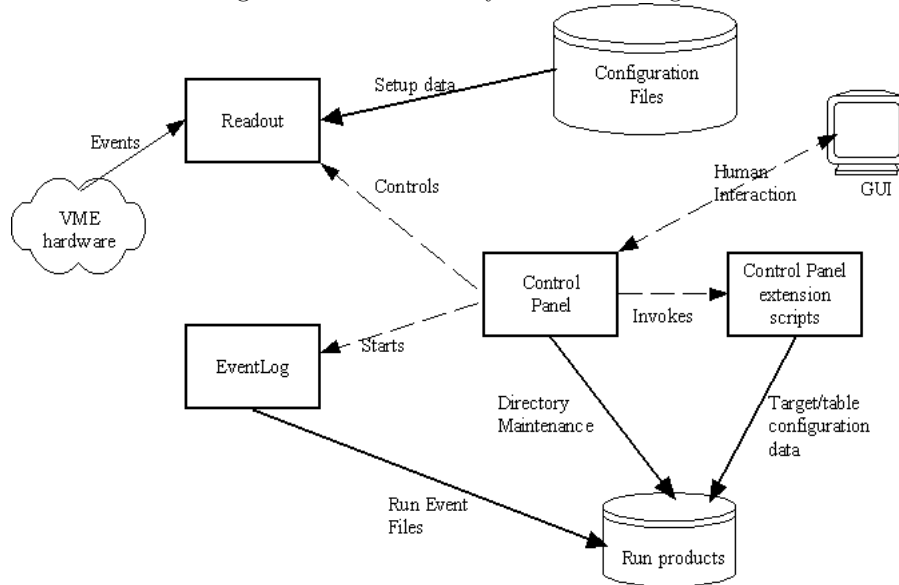 Configuration
Files
Setup data
Readout
Events
Human
Interaction
GUI
Controls
VME
hardware
Control
Panel
Control Panel
extension
scripts
Invokes
Starts
EventLog
Directory
Maintenance
Target/table
configuration
data
Run Event
Files
Run products